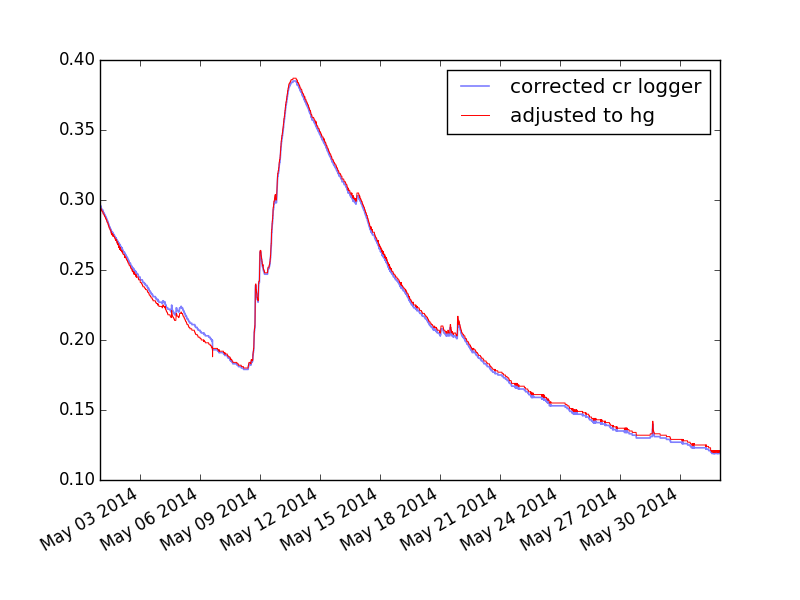 0.40
corrected cr logger
adjusted to hg
0.35
0.30
0.25
0.20
0.15
0.10
May 03 2014
May 06 2014
May 09 2014
May 12 2014
May 15 2014
May 18 2014
May 21 2014
May 24 2014
May 27 2014
May 30 2014